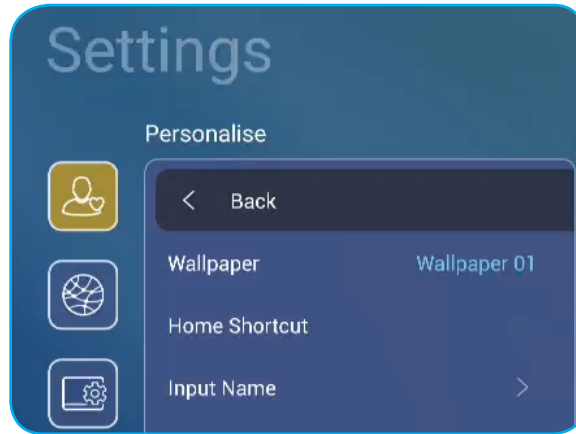 Settings
Personalise
Back
Wallpaper Wallpaper 01
Home Shortcut
Input Name